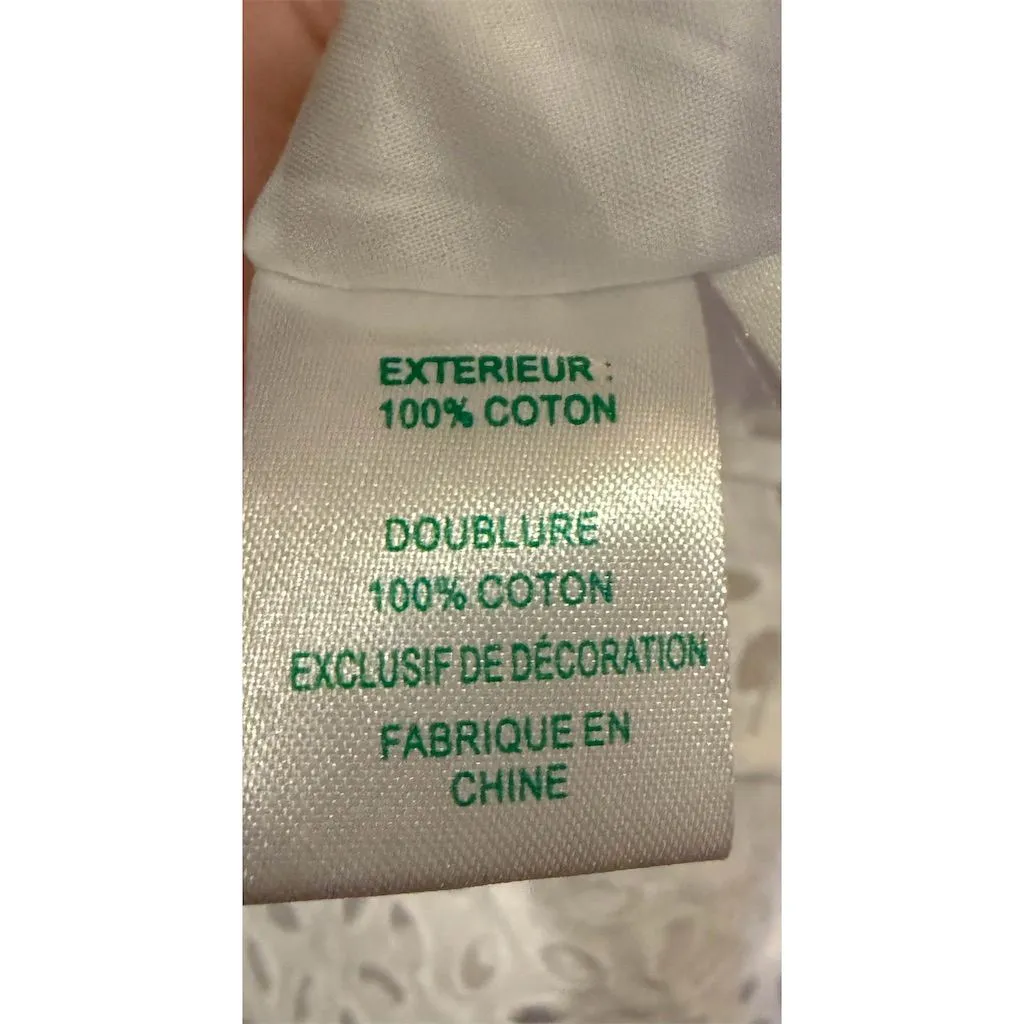 EXTERIEUR :
100% COTON
DOUBLURE
100% COTON
EXCLUSIF DE DÉCORATION
FABRIQUE EN
CHINE